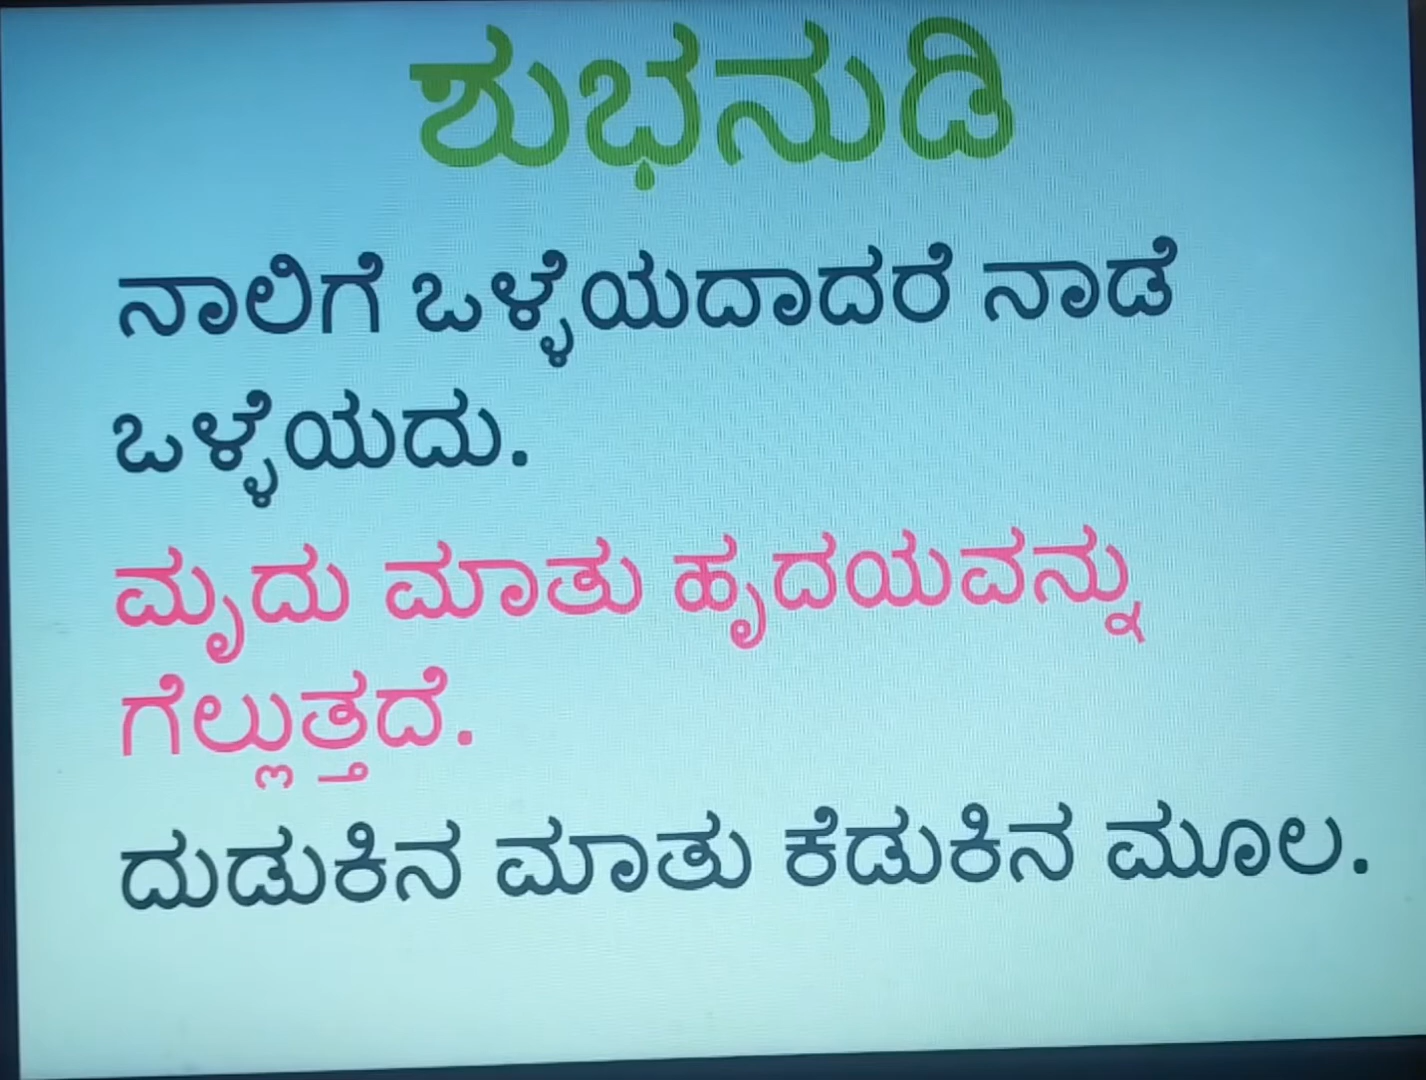 ಶುಭನುಡಿ
ನಾಲಿಗೆ ಒಳ್ಳೆಯದಾದರೆ ನಾಡೆ
ಒಳ್ಳೆಯದು.
ಮೃದು ಮಾತು ಹೃದಯವನ್ನು
ಗೆಲ್ಲುತ್ತದೆ.
ದುಡುಕಿನ ಮಾತು ಕೆಡುಕಿನ ಮೂಲ.